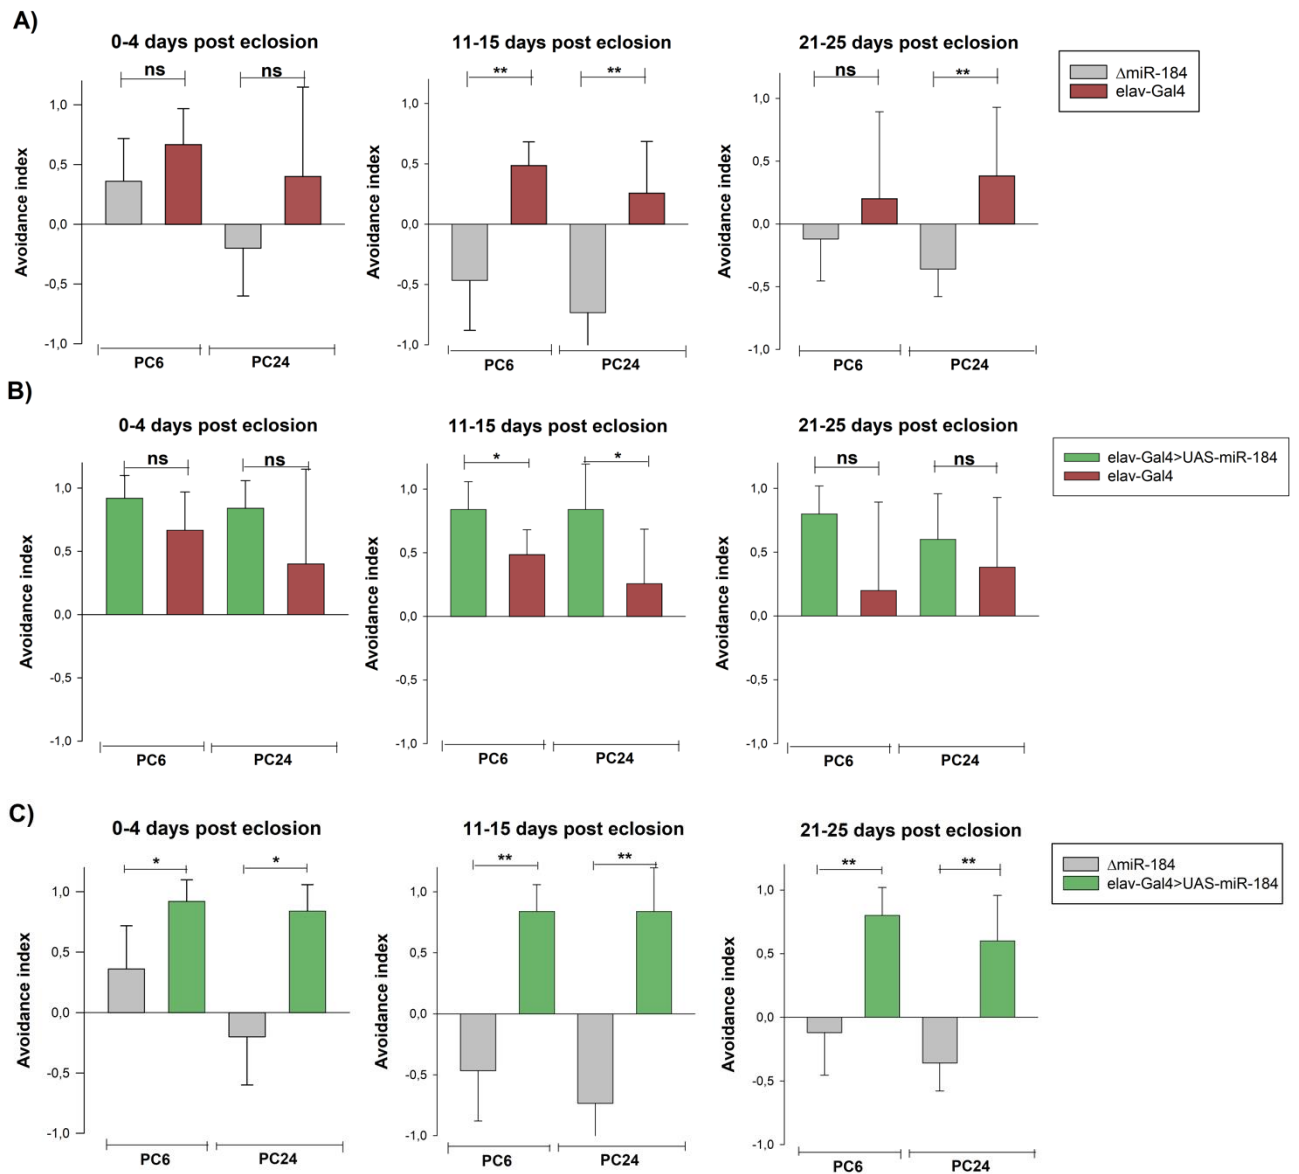 A)
0-4 days post eclosion
11-15 days post eclosion
21-25 days post eclosion
ΔmiR-184
elav-Gal4
ns
ns
**
**
ns
**
Avoidance index
1,0
0,5
0,0
-0,5
-1,0
PC6
PC24
Avoidance index
1,0
0,5
0,0
-0,5
-1,0
PC6
PC24
Avoidance index
1,0
0,5
0,0
-0,5
-1,0
PC6
PC24
B)
0-4 days post eclosion
11-15 days post eclosion
21-25 days post eclosion
elav-Gal4>UAS-miR-184
elav-Gal4
ns
ns
*
*
ns
ns
Avoidance index
1,0
0,5
0,0
-0,5
-1,0
PC6
PC24
Avoidance index
1,0
0,5
0,0
-0,5
-1,0
PC6
PC24
Avoidance index
1,0
0,5
0,0
-0,5
-1,0
PC6
PC24
C)
0-4 days post eclosion
11-15 days post eclosion
21-25 days post eclosion
ΔmiR-184
elav-Gal4>UAS-miR-184
*
*
**
**
**
**
Avoidance index
1,0
0,5
0,0
-0,5
-1,0
PC6
PC24
Avoidance index
1,0
0,5
0,0
-0,5
-1,0
PC6
PC24
Avoidance index
1,0
0,5
0,0
-0,5
-1,0
PC6
PC24